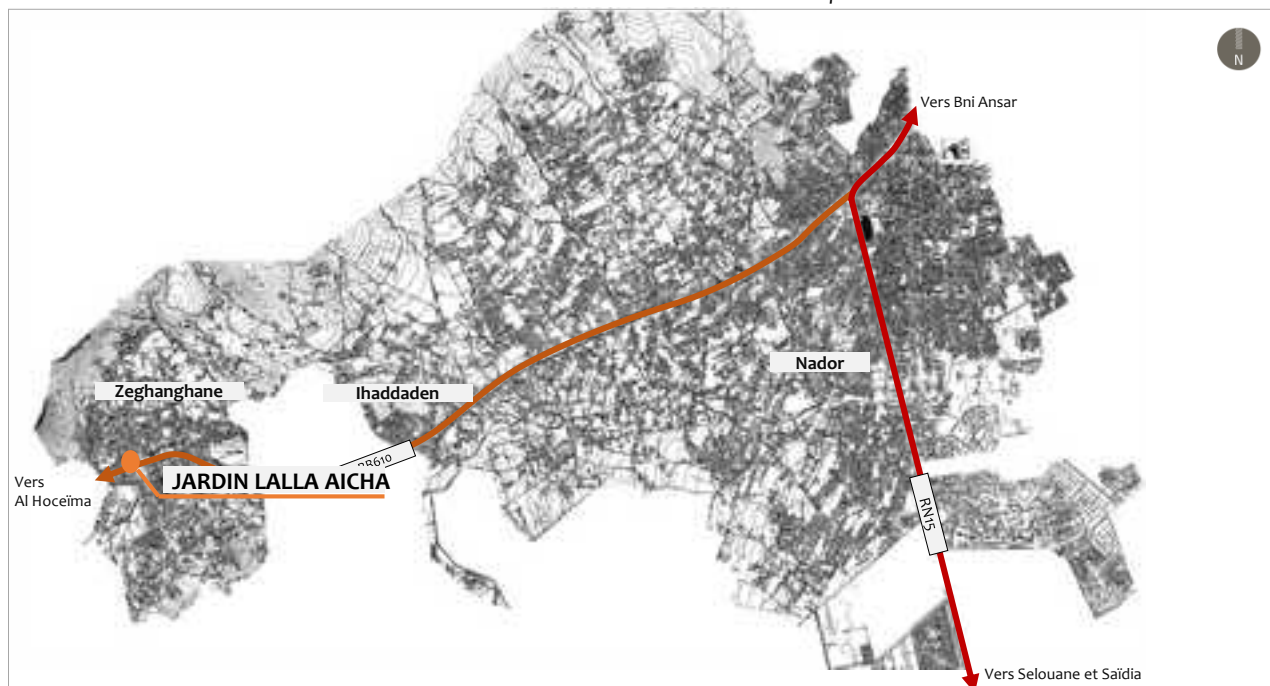 N
Vers Bni Ansar
Nador
Zeghanghane
Ihaddaden
JARDIN LALLA AICHA
Vers
Al Hoceïma
RN15
Vers Selouane et Saïdia